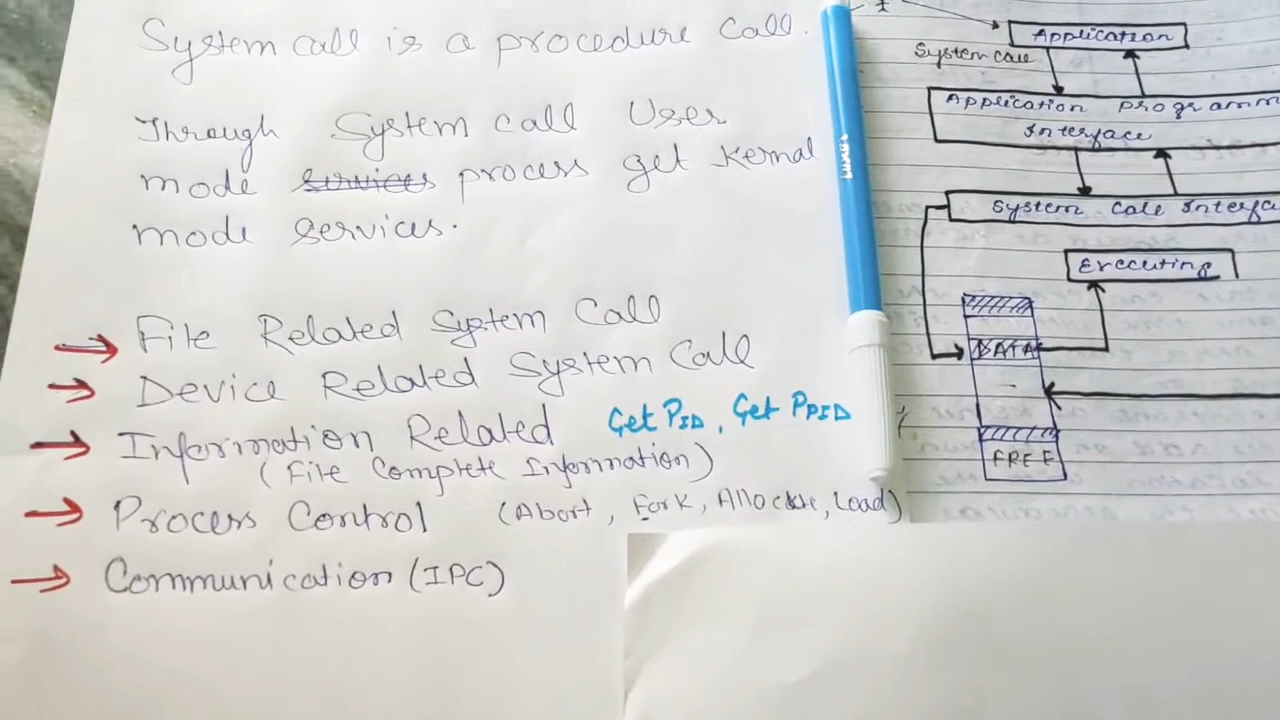 System call is a procedure call.
Through System call User
mode services process get Kernal
mode services.
File Related System Call
Device Related System Call
Information Related Get PID, Get PPID
(File Complete Information)
Process Control (Abort, Fork, Allockte, Load)
Communication (IPC)
Application
System call
Application programm
Interface
System Call Interfa
Executing
DATA
FREE